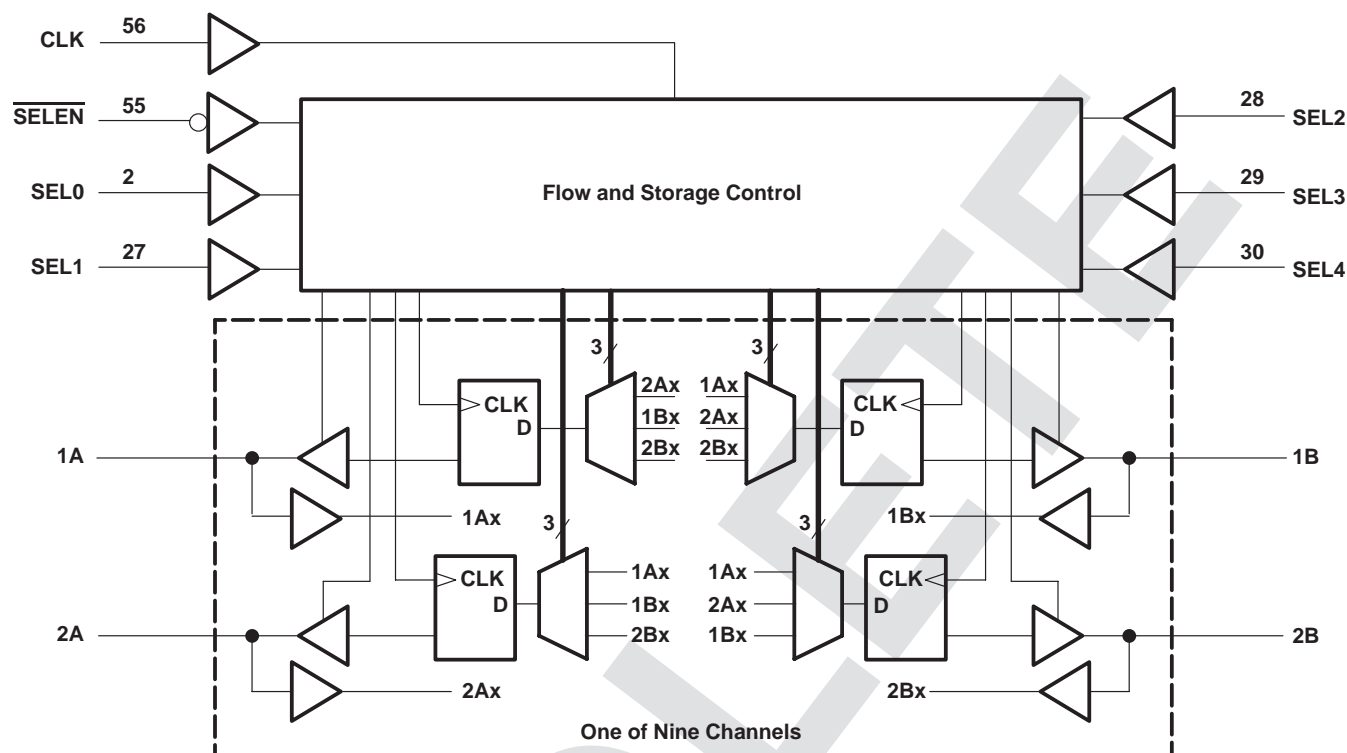 CLK 56
SELEN 55
SEL0 2
SEL1 27
28 SEL2
29 SEL3
30 SEL4
Flow and Storage Control
3 3
CLK
D
2Ax
1Bx
2Bx
1Ax
2Ax
2Bx
CLK
D
1A
1B
1Ax
1Bx
3 3
CLK
D
1Ax
1Bx
2Bx
1Ax
2Ax
1Bx
CLK
D
2A
2B
2Ax
2Bx
One of Nine Channels